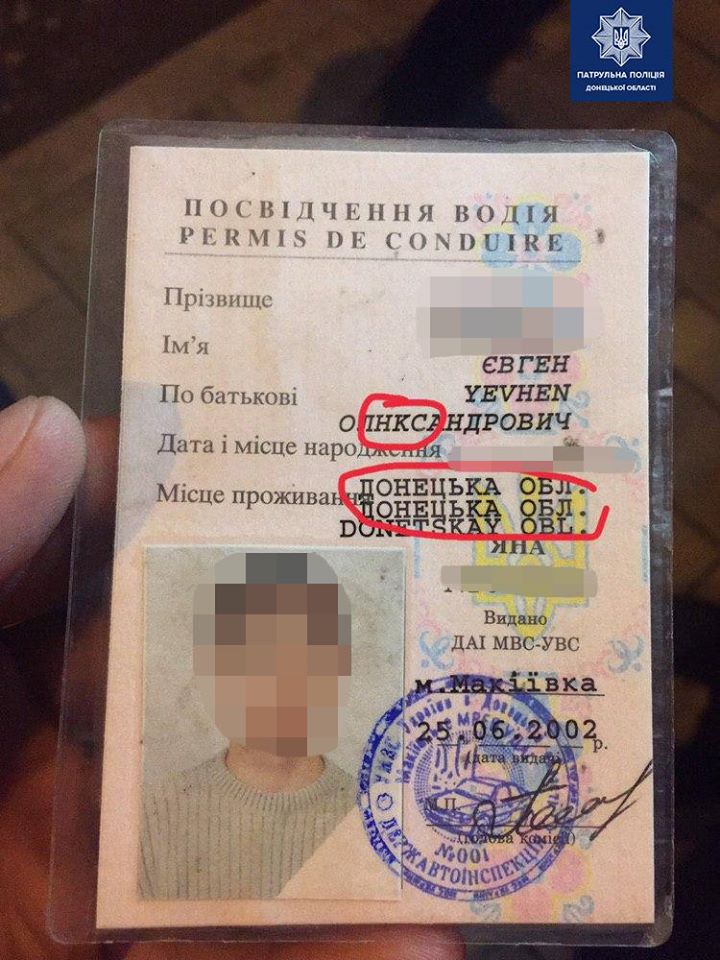 ПАТРУЛЬНА ПОЛІЦІЯ
ДОНЕЦЬКОЇ ОБЛАСТІ
ПОСВІДЧЕННЯ ВОДІЯ
PERMIS DE CONDUIRE
Прізвище
Ім'я
ЄВГЕН
По батькові
YEVHEN
ОЛНКСАНДРОВИЧ
Дата і місце народження
ДОНЕЦЬКА ОБЛ.
Місце проживання
ДОНЕЦЬКА ОБЛ.
DONETSKAY OBL.
ЯНА
Видано
ДАІ МВС-УВС
м.Макіївка
25.06.2002 р.
(дата видачі)
М.П.
(голова комісії)
№001
ДЕРЖАВТОІНСПЕКЦІЯ